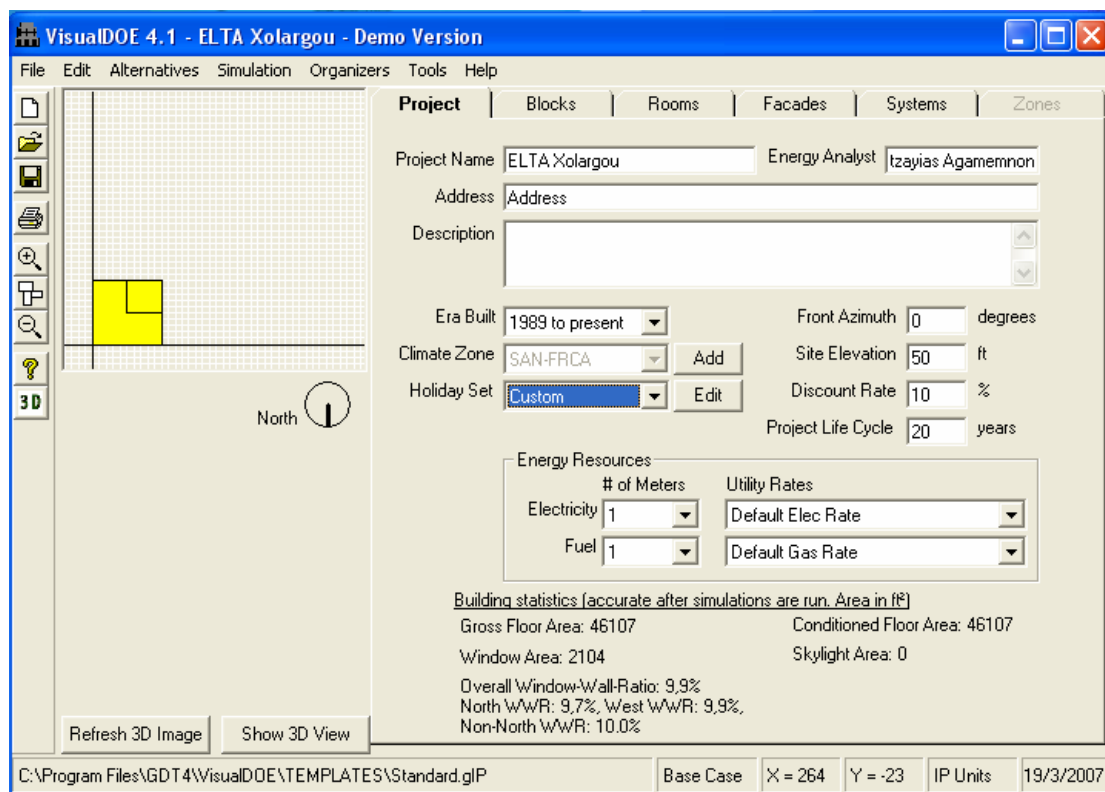 VisualDOE 4.1 - ELTA Xolargou - Demo Version
File Edit Alternatives Simulation Organizers Tools Help
Project Blocks Rooms Facades Systems Zones
Project Name ELTA Xolargou Energy Analyst tzayias Agamemnon
Address Address
Description
Era Built 1989 to present Front Azimuth 0 degrees
Climate Zone SAN-FRCA Add Site Elevation 50 ft
Holiday Set Custom Edit Discount Rate 10 %
Project Life Cycle 20 years
3D
North
Energy Resources
# of Meters Utility Rates
Electricity 1 Default Elec Rate
Fuel 1 Default Gas Rate
Building statistics (accurate after simulations are run. Area in ft²)
Gross Floor Area: 46107 Conditioned Floor Area: 46107
Window Area: 2104 Skylight Area: 0
Overall Window-Wall-Ratio: 9,9%
North WWR: 9,7%, West WWR: 9,9%,
Non-North WWR: 10.0%
Refresh 3D Image Show 3D View
C:\Program Files\GDT4\VisualDOE\TEMPLATES\Standard.glP Base Case X = 264 Y = -23 IP Units 19/3/2007